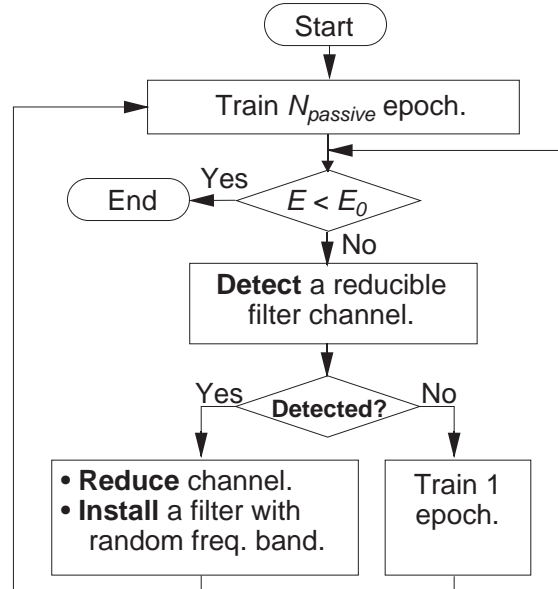 Start
Train N_passive epoch.
Yes
End
E < E_0
No
Detect a reducible
filter channel.
Yes
No
Detected?
• Reduce channel.
• Install a filter with
random freq. band.
Train 1
epoch.